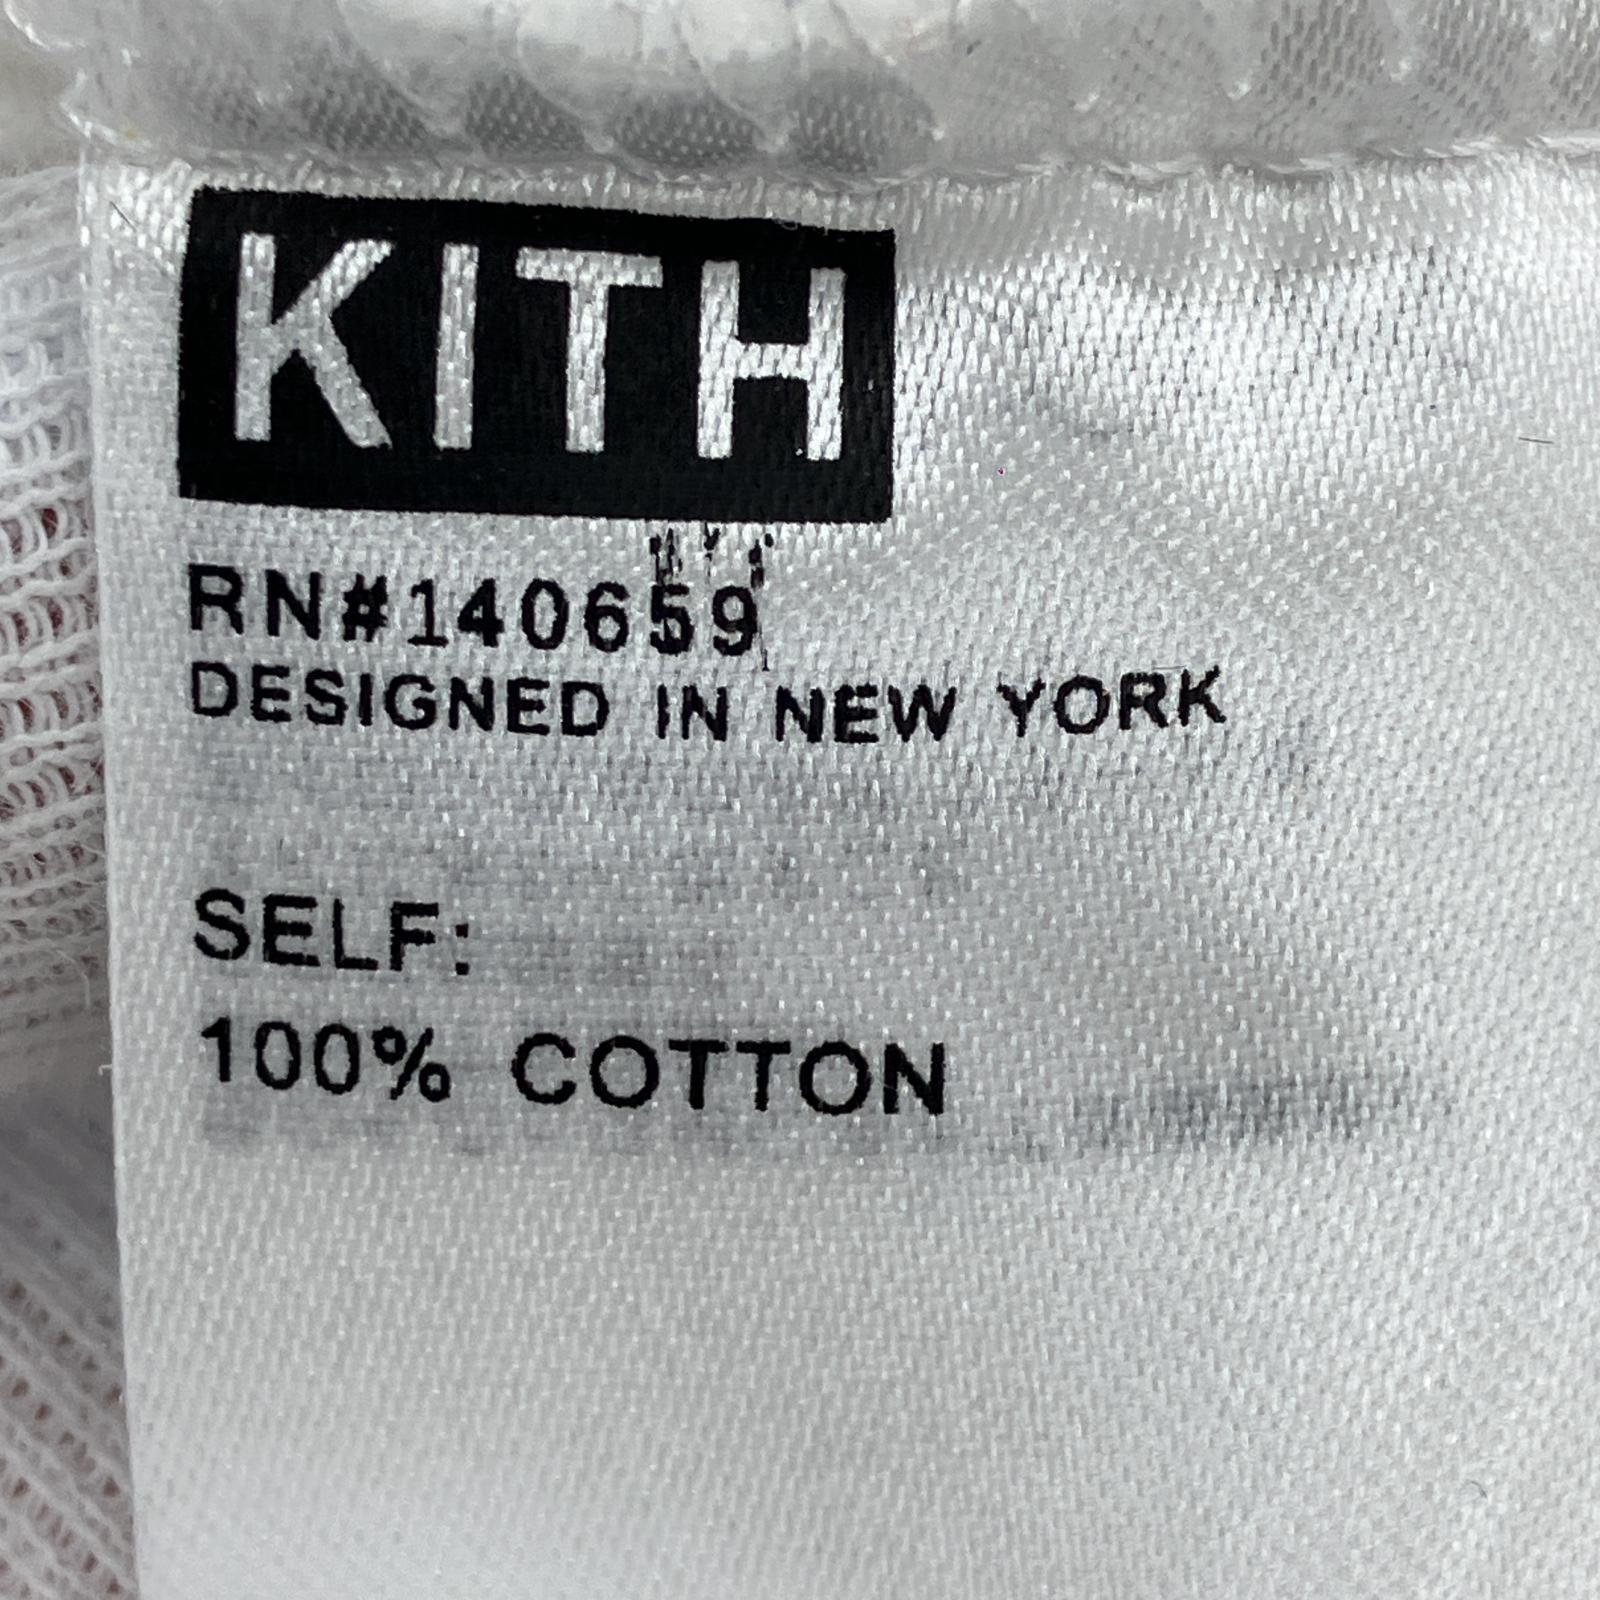 KITH
RN#140659
DESIGNED IN NEW YORK
SELF:
100% COTTON